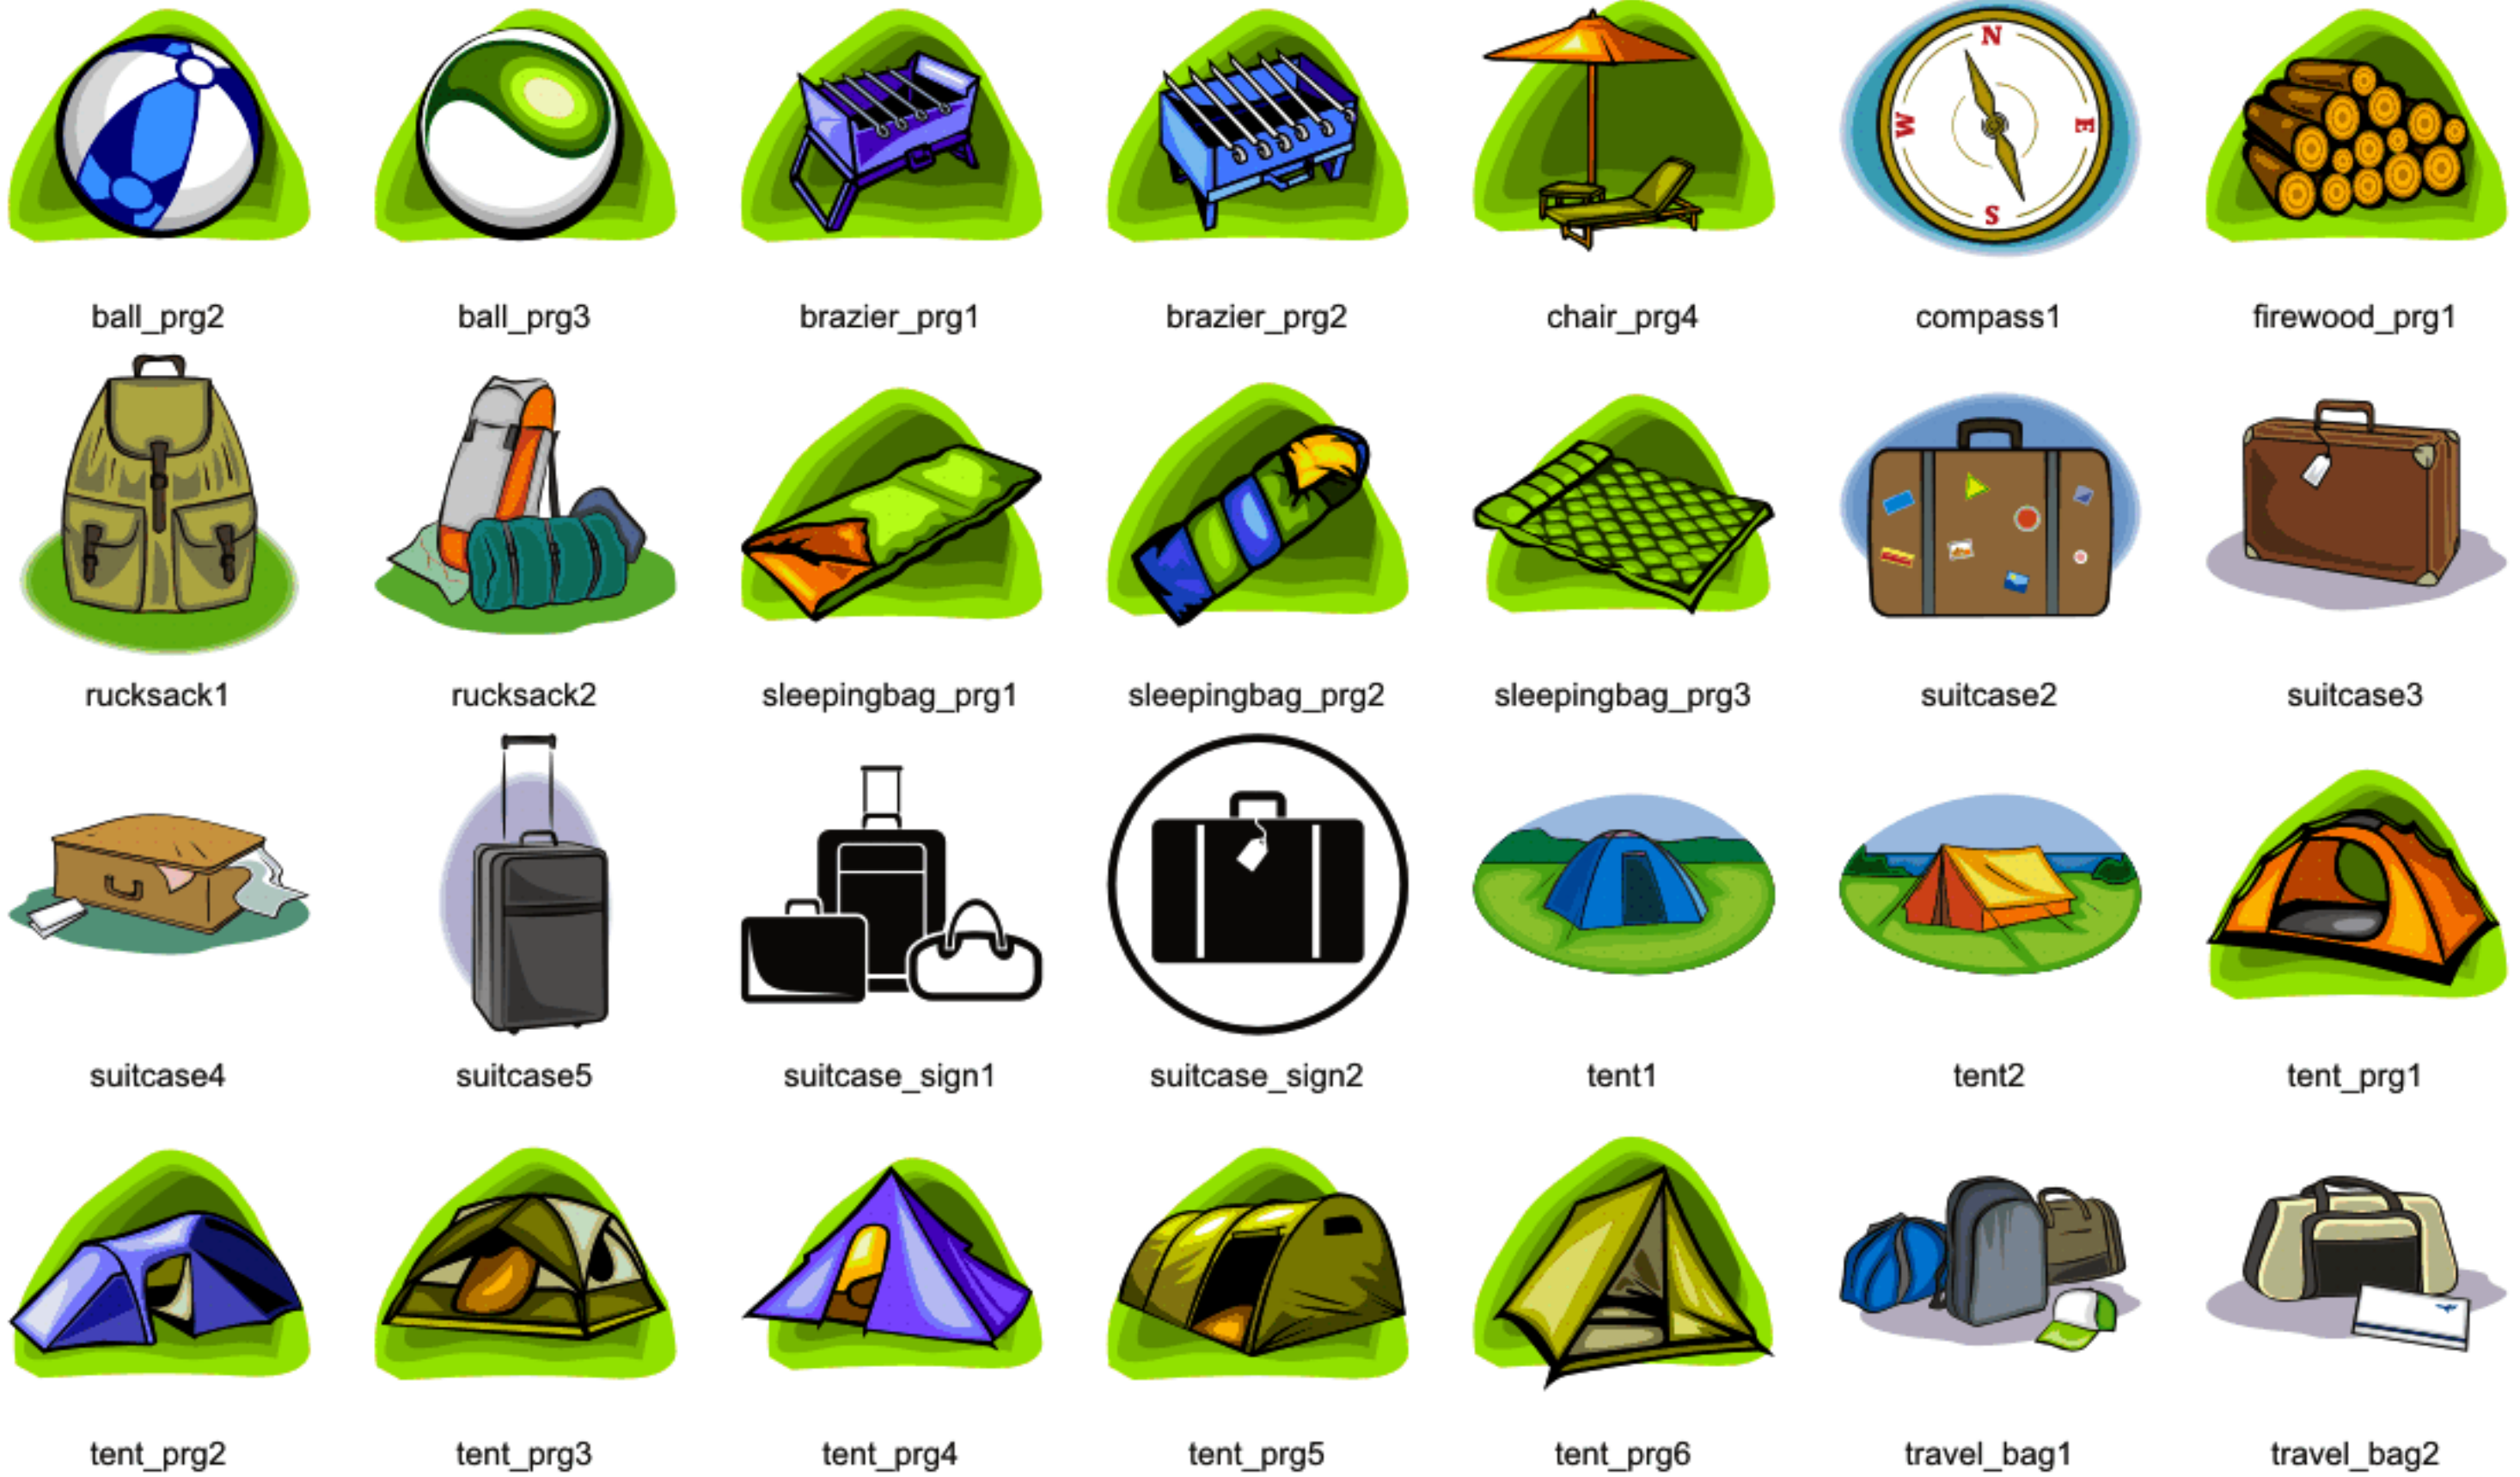 N
W E
S
ball_prg2 ball_prg3 brazier_prg1 brazier_prg2 chair_prg4 compass1 firewood_prg1
rucksack1 rucksack2 sleepingbag_prg1 sleepingbag_prg2 sleepingbag_prg3 suitcase2 suitcase3
suitcase4 suitcase5 suitcase_sign1 suitcase_sign2 tent1 tent2 tent_prg1
tent_prg2 tent_prg3 tent_prg4 tent_prg5 tent_prg6 travel_bag1 travel_bag2